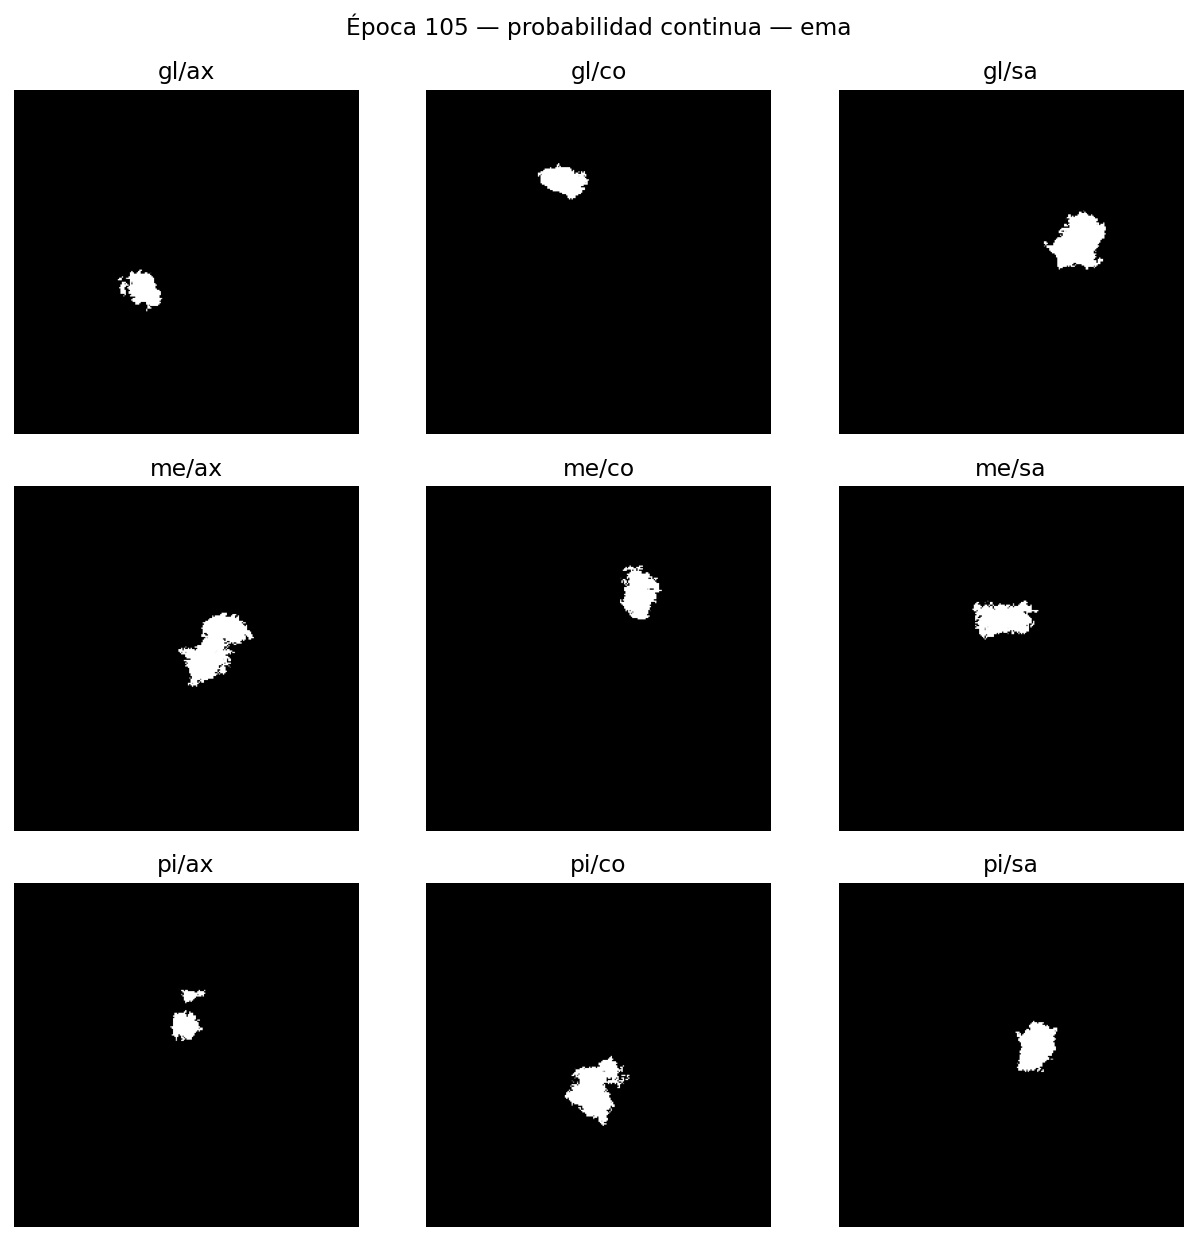 Época 105 — probabilidad continua — ema
gl/ax
gl/co
gl/sa
me/ax
me/co
me/sa
pi/ax
pi/co
pi/sa